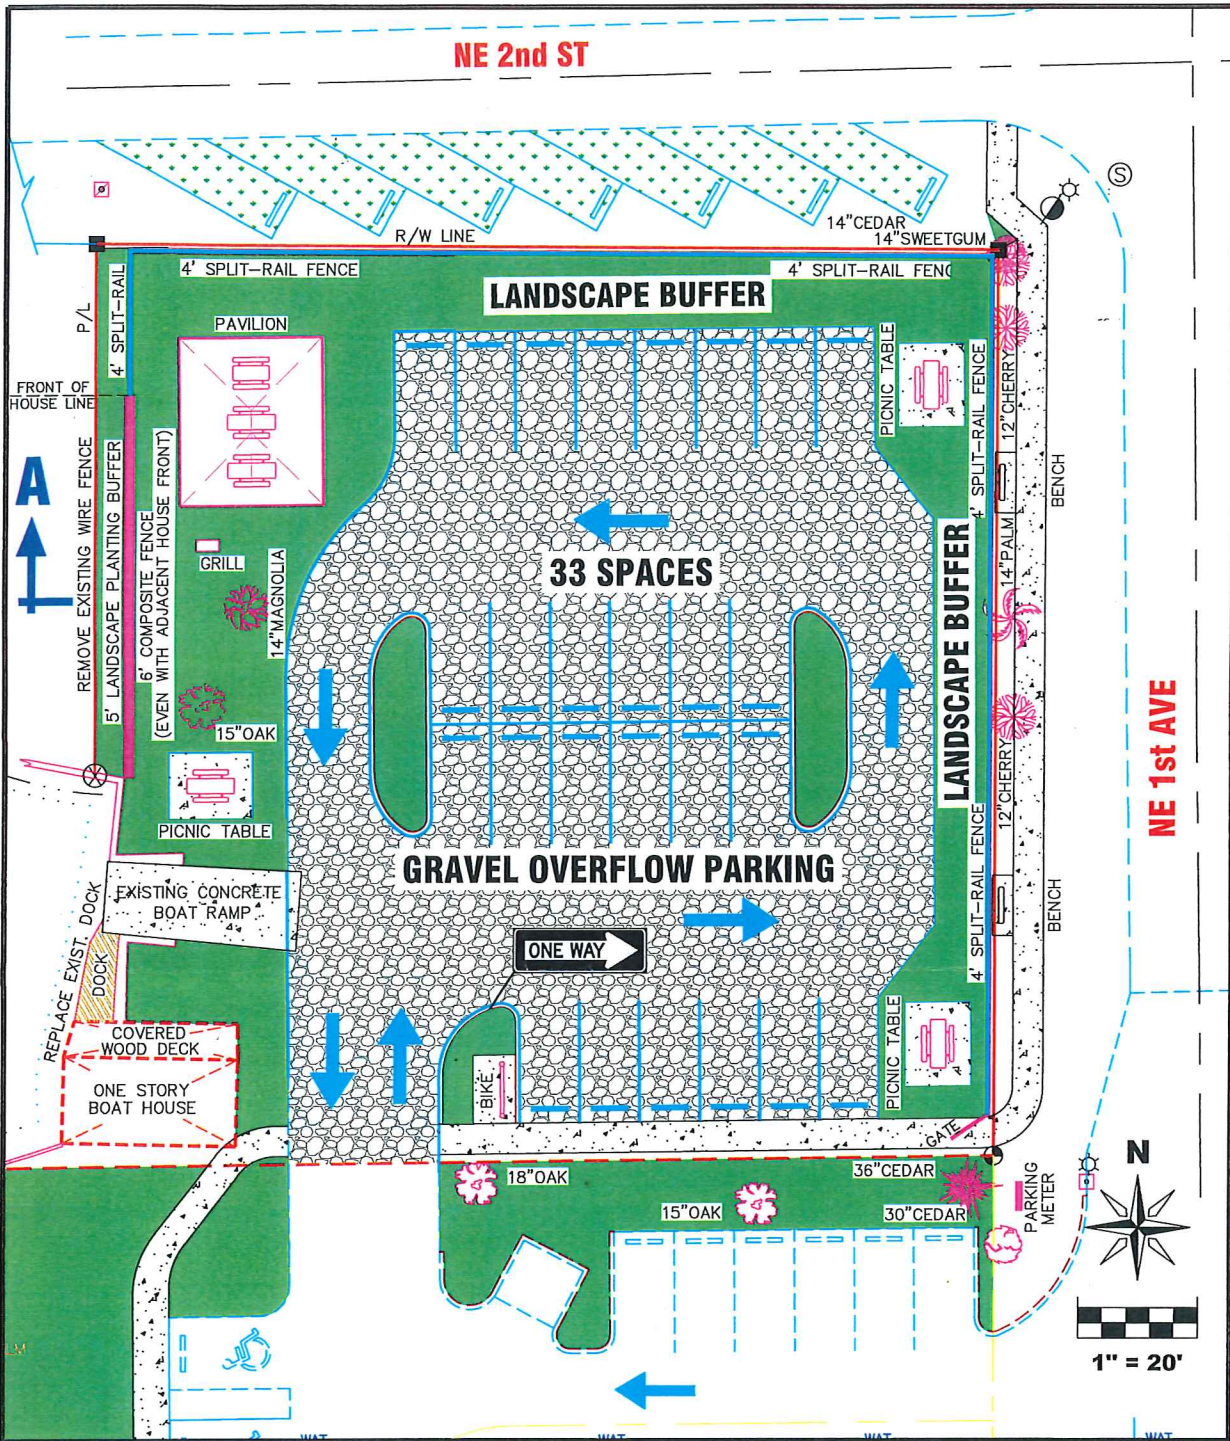 NE 2nd ST
S
14"CEDAR
R/W LINE
14"SWEETGUM
4' SPLIT-RAIL FENCE
4' SPLIT-RAIL FENC
LANDSCAPE BUFFER
4' SPLIT-RAIL
P/L
PAVILION
PICNIC TABLE
4' SPLIT-RAIL FENCE
12"CHERRY
FRONT OF
HOUSE LINE
A
REMOVE EXISTING WIRE FENCE
5' LANDSCAPE PLANTING BUFFER
6' COMPOSITE FENCE
(EVEN WITH ADJACENT HOUSE FRONT)
BENCH
GRILL
14"MAGNOLIA
33 SPACES
14"PALM
LANDSCAPE BUFFER
15"OAK
NE 1st AVE
12"CHERRY
PICNIC TABLE
4' SPLIT-RAIL FENCE
GRAVEL OVERFLOW PARKING
EXISTING CONCRETE
BOAT RAMP
BENCH
ONE WAY
REPLACE EXIST. DOCK
DOCK
COVERED
WOOD DECK
ONE STORY
BOAT HOUSE
BIKE
PICNIC TABLE
GATE
N
18"OAK
36"CEDAR
15"OAK
30"CEDAR
PARKING
METER
1" = 20'
WAT
WAT
WAT
WAT